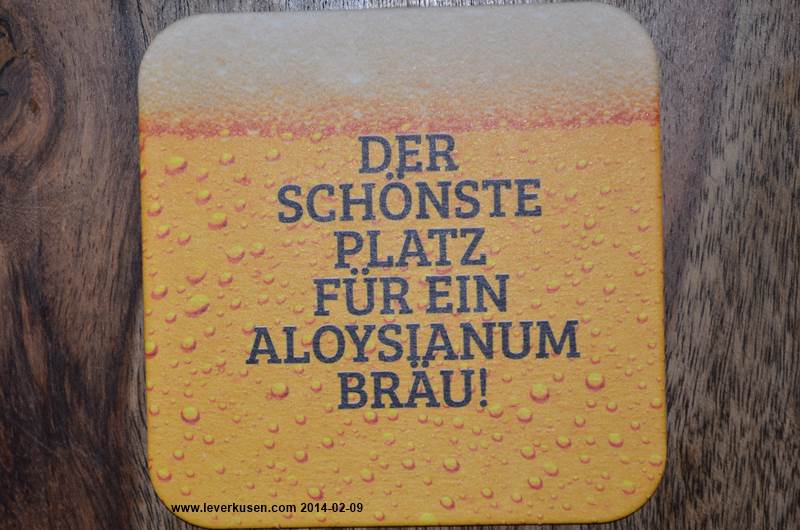 DER
SCHÖNSTE
PLATZ
FÜR EIN
ALOYSIANUM
BRÄU!
www.leverkusen.com 2014-02-09